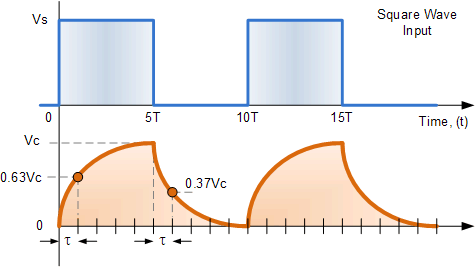 Vs
Square Wave
Input
0
5T
10T
15T
Time, (t)
Vc
0.63Vc
0.37Vc
0
τ
τ